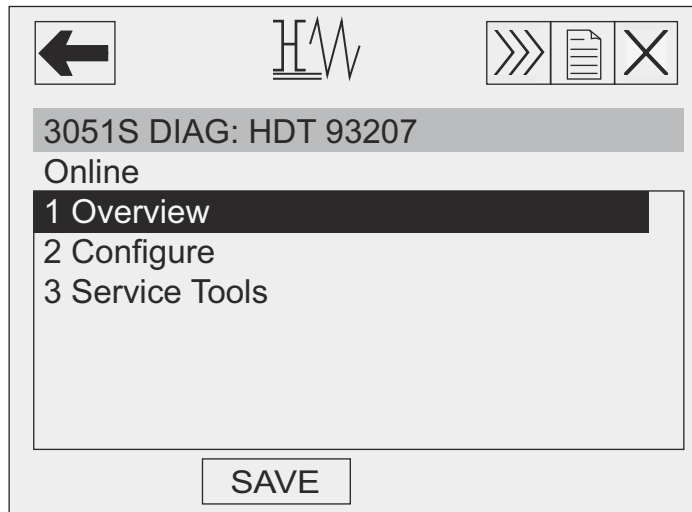 3051S DIAG: HDT 93207
Online
1 Overview
2 Configure
3 Service Tools
SAVE